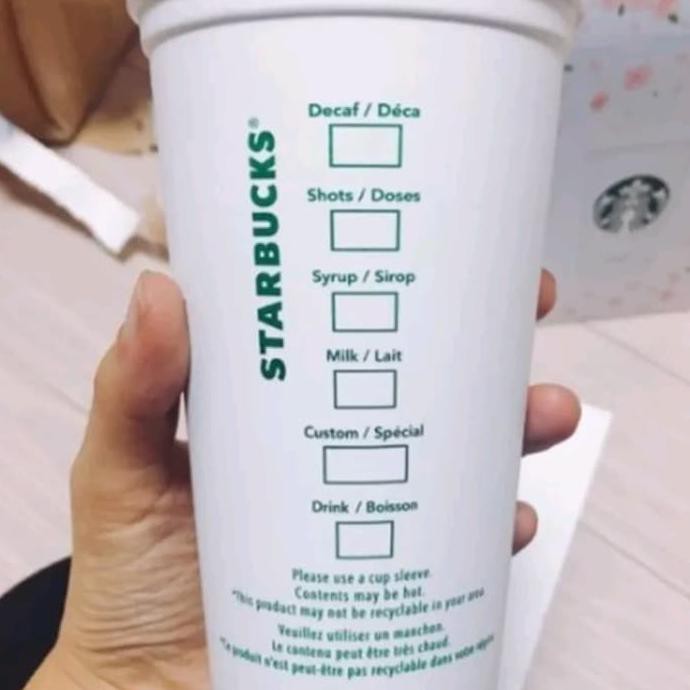 STARBUCKS®
Decaf / Déca
Shots / Doses
Syrup / Sirop
Milk / Lait
Custom / Spécial
Drink / Boisson
Please use a cup sleeve.
Contents may be hot.
*This product may not be recyclable in your area
Veuillez utiliser un manchon.
Le contenu peut être très chaud.
*Ce produit n'est peut-être pas recyclable dans votre région